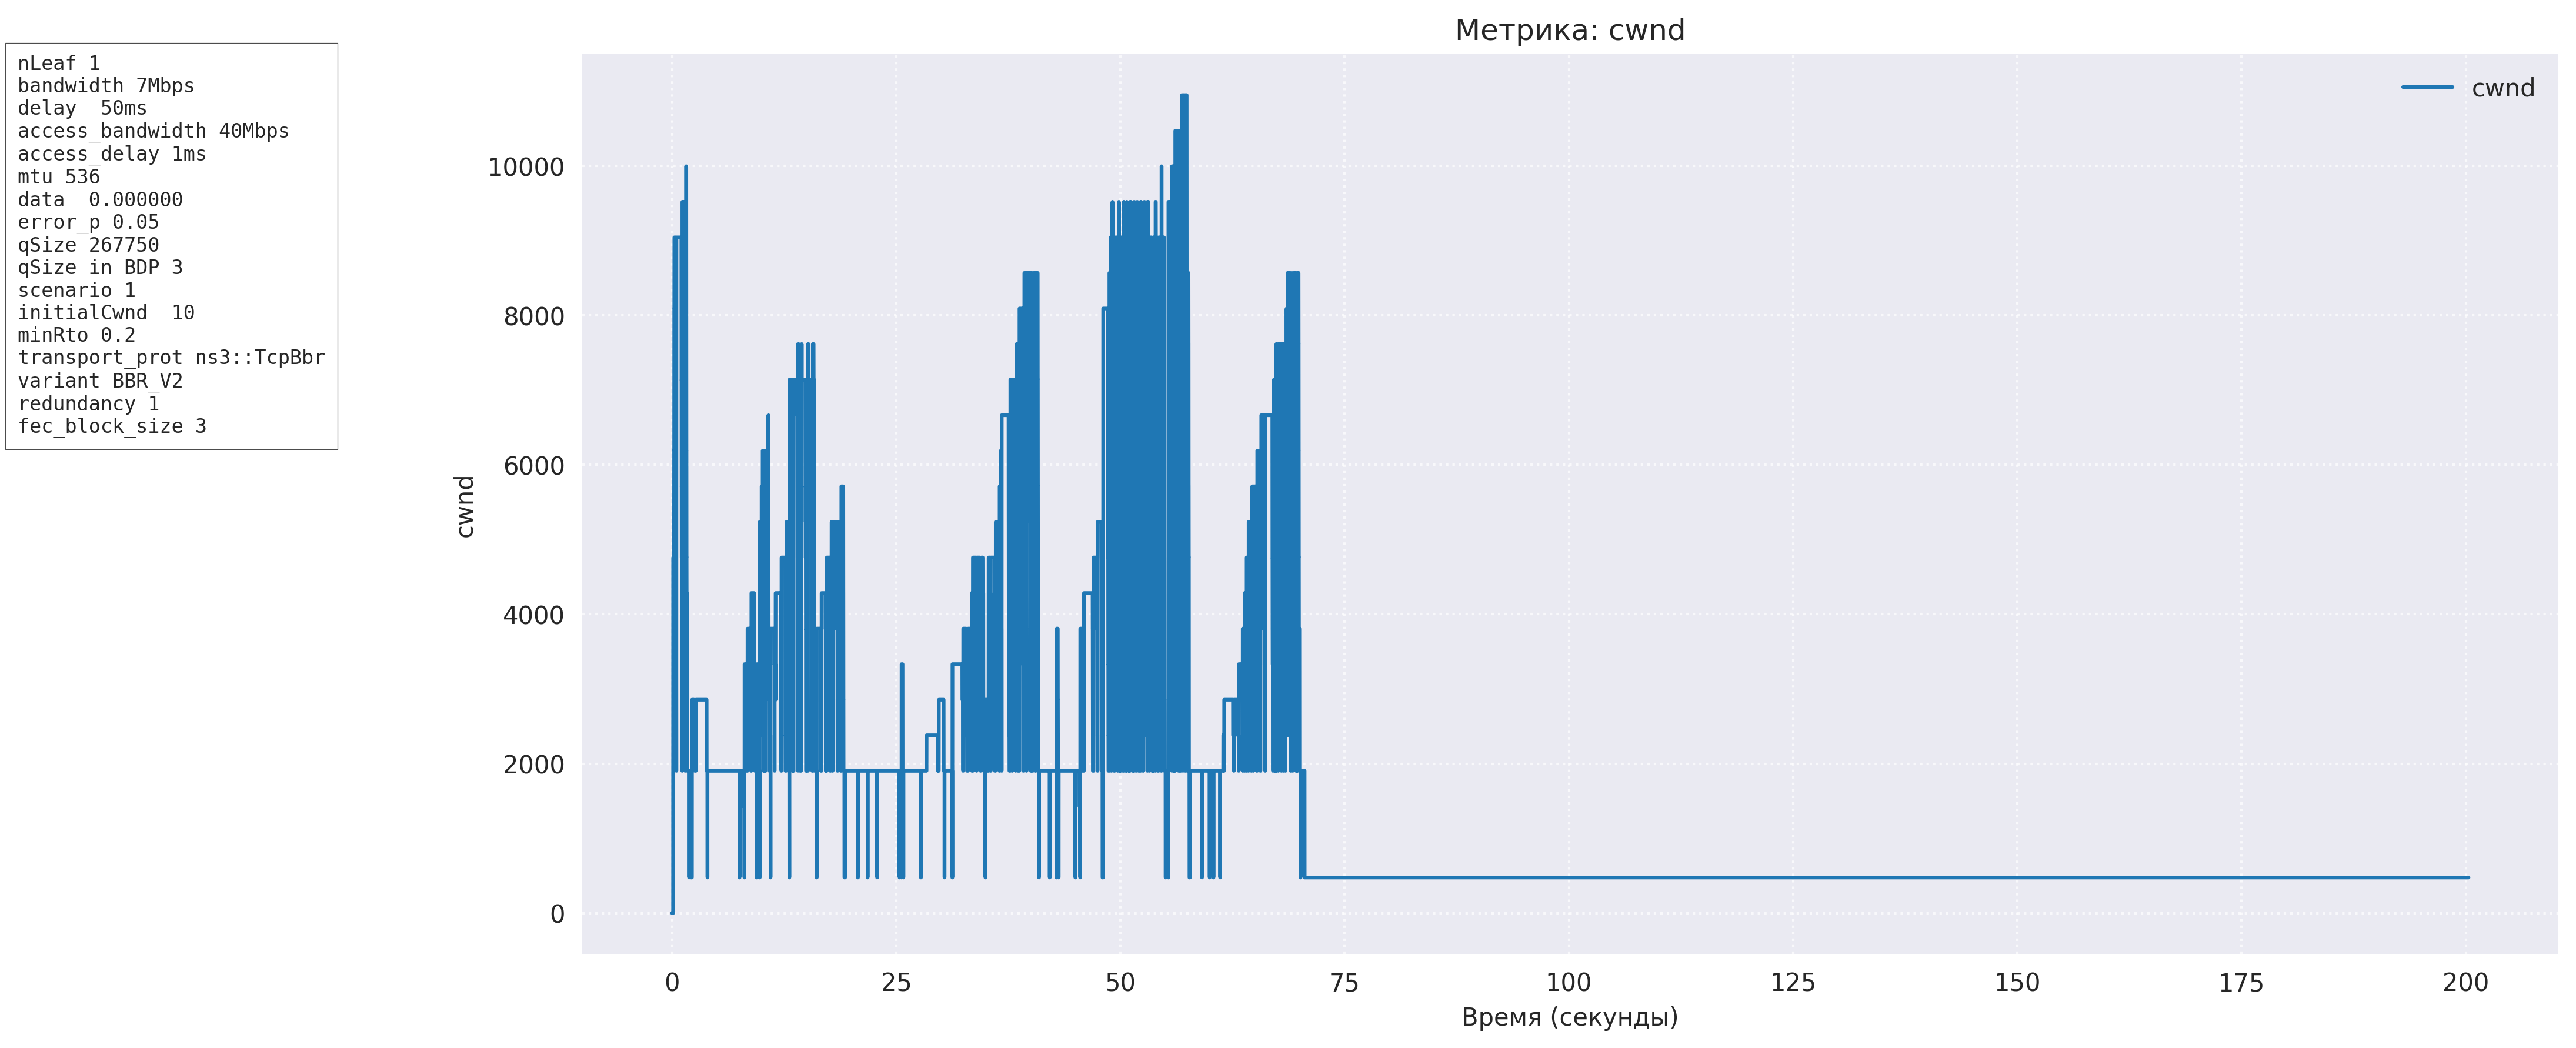 Метрика: cwnd
nLeaf 1
bandwidth 7Mbps
delay  50ms
access_bandwidth 40Mbps
access_delay 1ms
mtu 536
data  0.000000
error_p 0.05
qSize 267750
qSize in BDP 3
scenario 1
initialCwnd  10
minRto 0.2
transport_prot ns3::TcpBbr
variant BBR_V2
redundancy 1
fec_block_size 3
cwnd
10000
8000
6000
4000
2000
0
cwnd
0 25 50 75 100 125 150 175 200
Время (секунды)